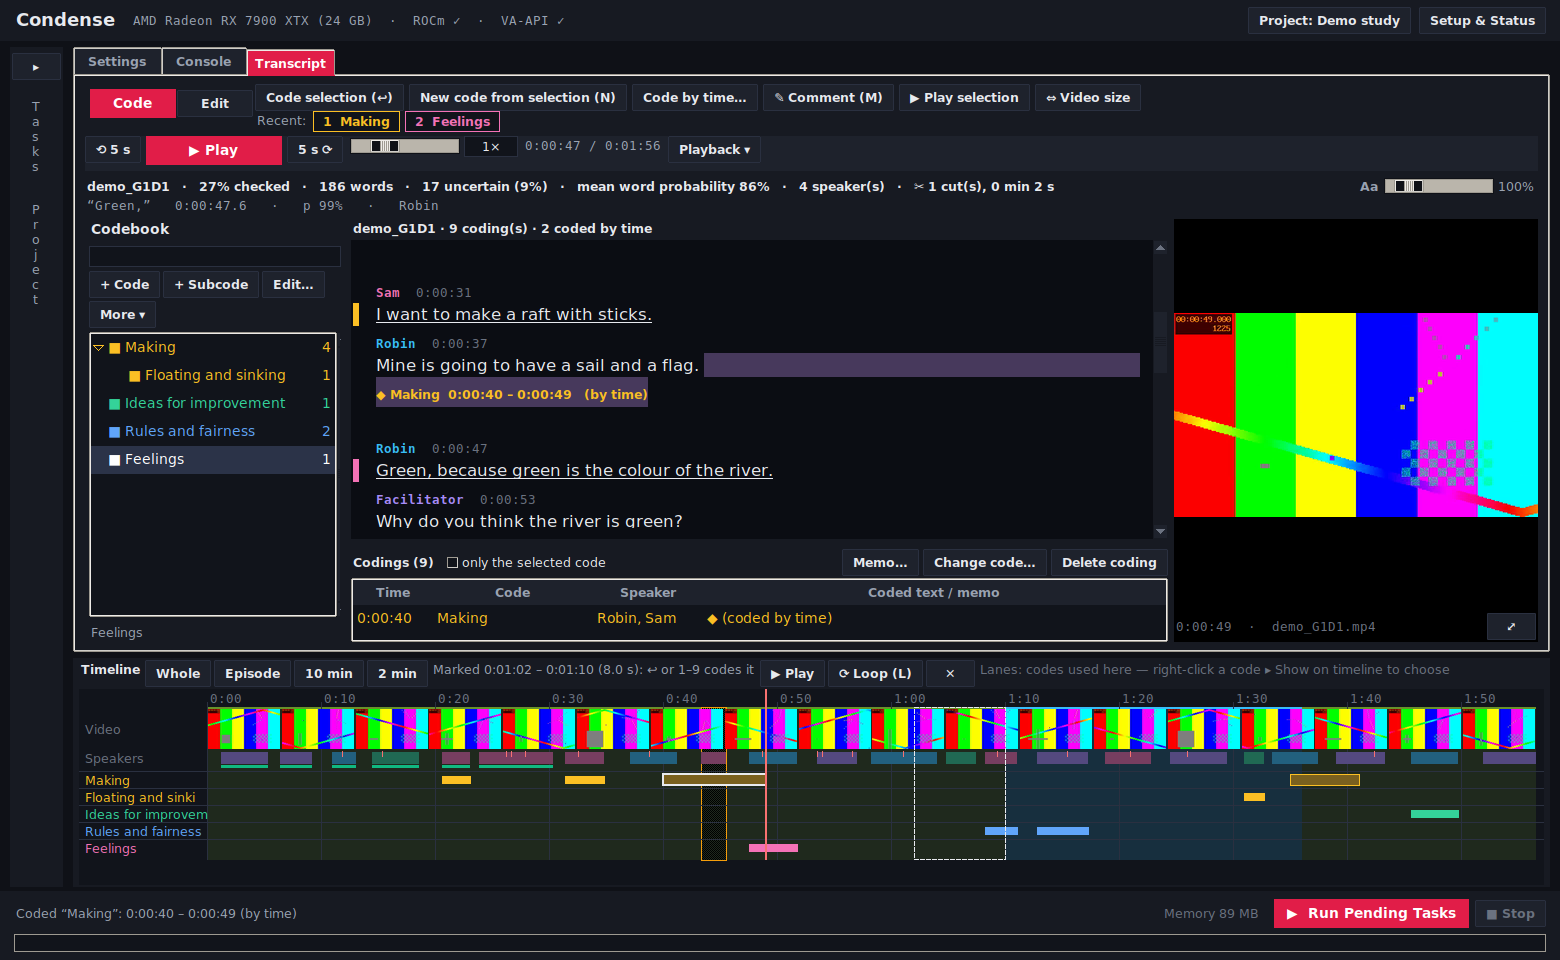 Condense AMD Radeon RX 7900 XTX (24 GB) · ROCm ✓ · VA-API ✓ Project: Demo study Setup & Status
▸
Tasks
Project
Settings Console Transcript
Code Edit Code selection (↩) New code from selection (N) Code by time… ✎ Comment (M) ▶ Play selection ⇔ Video size
Recent: 1 Making 2 Feelings
⟲ 5 s ▶ Play 5 s ⟳ 1× 0:00:47 / 0:01:56 Playback ▾
demo_G1D1 · 27% checked · 186 words · 17 uncertain (9%) · mean word probability 86% · 4 speaker(s) · ✂ 1 cut(s), 0 min 2 s Aa 100%
“Green,” 0:00:47.6 · p 99% · Robin
Codebook
+ Code + Subcode Edit…
More ▾
Making 4
Floating and sinking 1
Ideas for improvement 1
Rules and fairness 2
Feelings 1
Feelings
demo_G1D1 · 9 coding(s) · 2 coded by time
Sam 0:00:31
I want to make a raft with sticks.
Robin 0:00:37
Mine is going to have a sail and a flag.
◆ Making 0:00:40 – 0:00:49 (by time)
Robin 0:00:47
Green, because green is the colour of the river.
Facilitator 0:00:53
Why do you think the river is green?
Codings (9) only the selected code Memo… Change code… Delete coding
Time Code Speaker Coded text / memo
0:00:40 Making Robin, Sam ◆ (coded by time)
00:00:49.000
1225
0:00:49 · demo_G1D1.mp4 ⤢
Timeline Whole Episode 10 min 2 min Marked 0:01:02 – 0:01:10 (8.0 s): ↩ or 1–9 codes it ▶ Play ⟳ Loop (L) ✕ Lanes: codes used here — right-click a code ▸ Show on timeline to choose
0:00 0:10 0:20 0:30 0:40 0:50 1:00 1:10 1:20 1:30 1:40 1:50
Video
Speakers
Making
Floating and sinki
Ideas for improvem
Rules and fairness
Feelings
Coded “Making”: 0:00:40 – 0:00:49 (by time) Memory 89 MB ▶ Run Pending Tasks ■ Stop